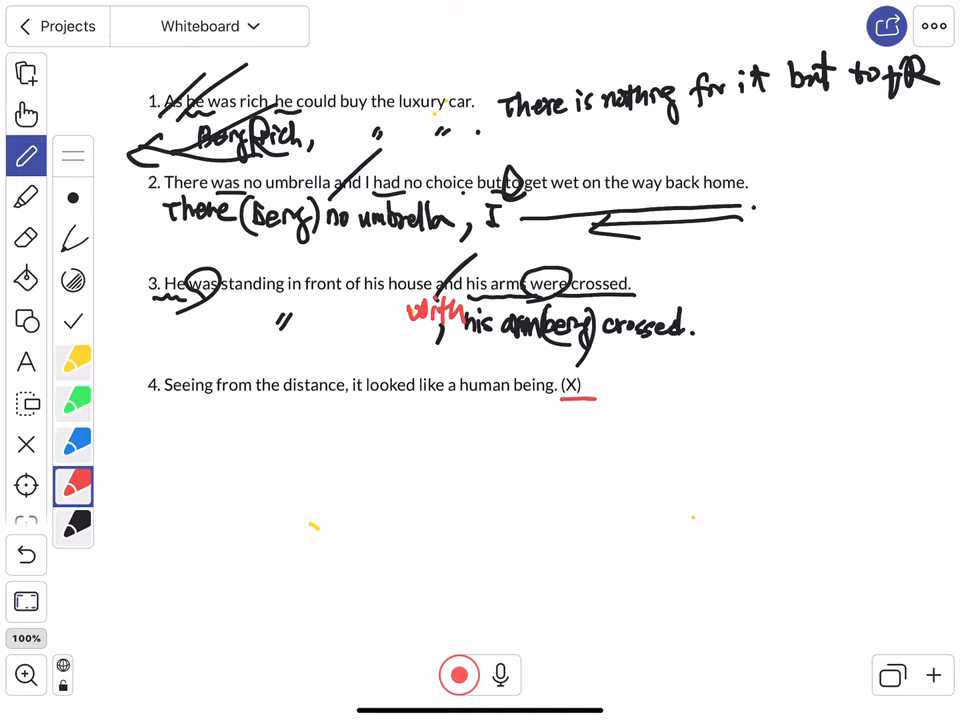 Projects
Whiteboard
1. As he was rich, he could buy the luxury car.
There is nothing for it but to
Being Rich, 〃 〃 .
2. There was no umbrella and I had no choice but to get wet on the way back home.
There (Being) no umbrella, I
3. He was standing in front of his house and his arms were crossed.
〃 with, his arm (being) crossed.
4. Seeing from the distance, it looked like a human being. (X)
A
100%